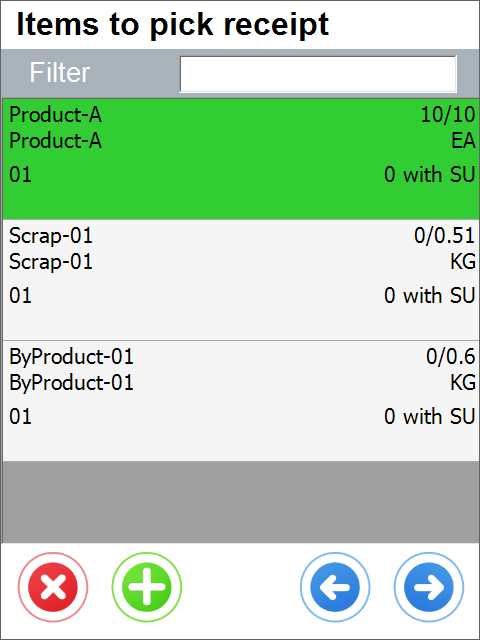 Items to pick receipt
Filter
Product-A 10/10
Product-A EA
01 0 with SU
Scrap-01 0/0.51
Scrap-01 KG
01 0 with SU
ByProduct-01 0/0.6
ByProduct-01 KG
01 0 with SU